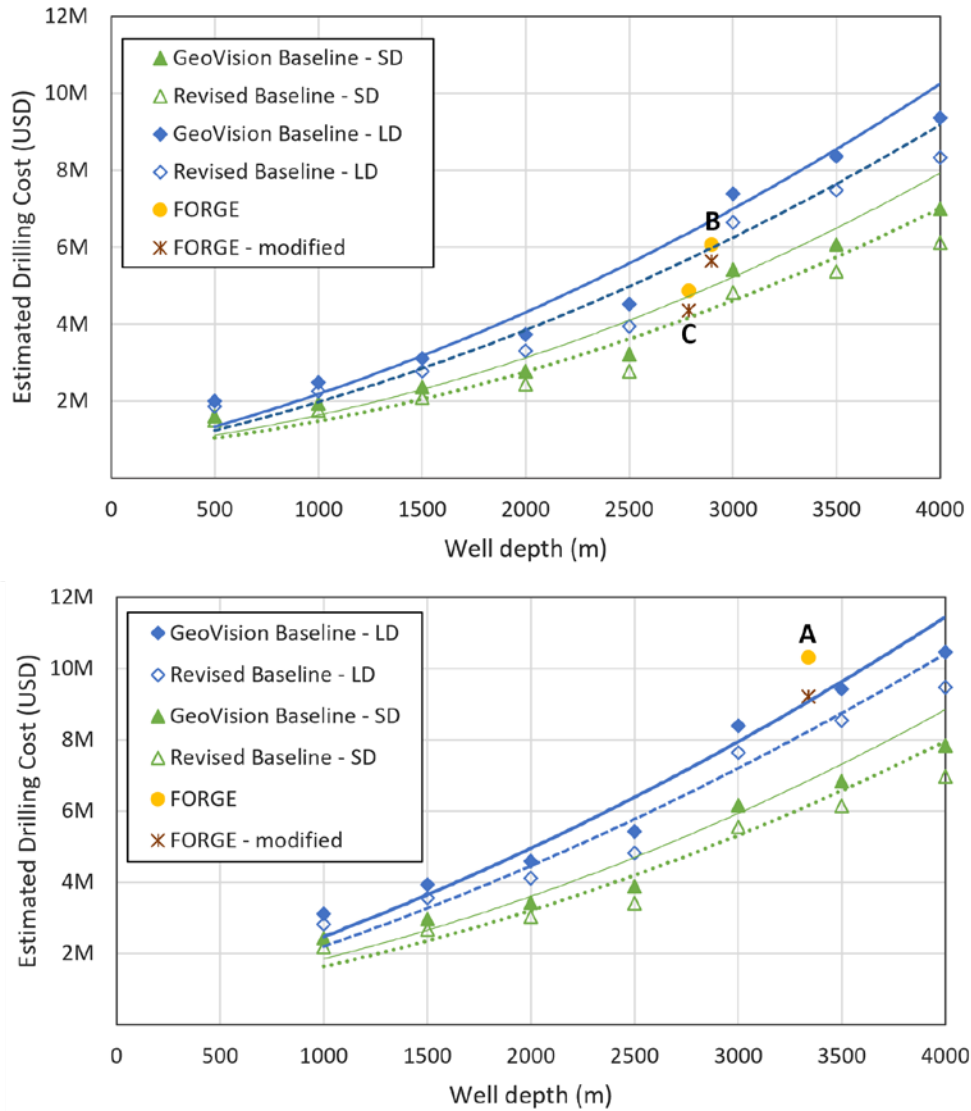 12M
10M
8M
6M
4M
2M
Estimated Drilling Cost (USD)
GeoVision Baseline - SD
Revised Baseline - SD
GeoVision Baseline - LD
Revised Baseline - LD
FORGE
FORGE - modified
B
C
0 500 1000 1500 2000 2500 3000 3500 4000
Well depth (m)
12M
10M
8M
6M
4M
2M
Estimated Drilling Cost (USD)
GeoVision Baseline - LD
Revised Baseline - LD
GeoVision Baseline - SD
Revised Baseline - SD
FORGE
FORGE - modified
A
0 500 1000 1500 2000 2500 3000 3500 4000
Well depth (m)